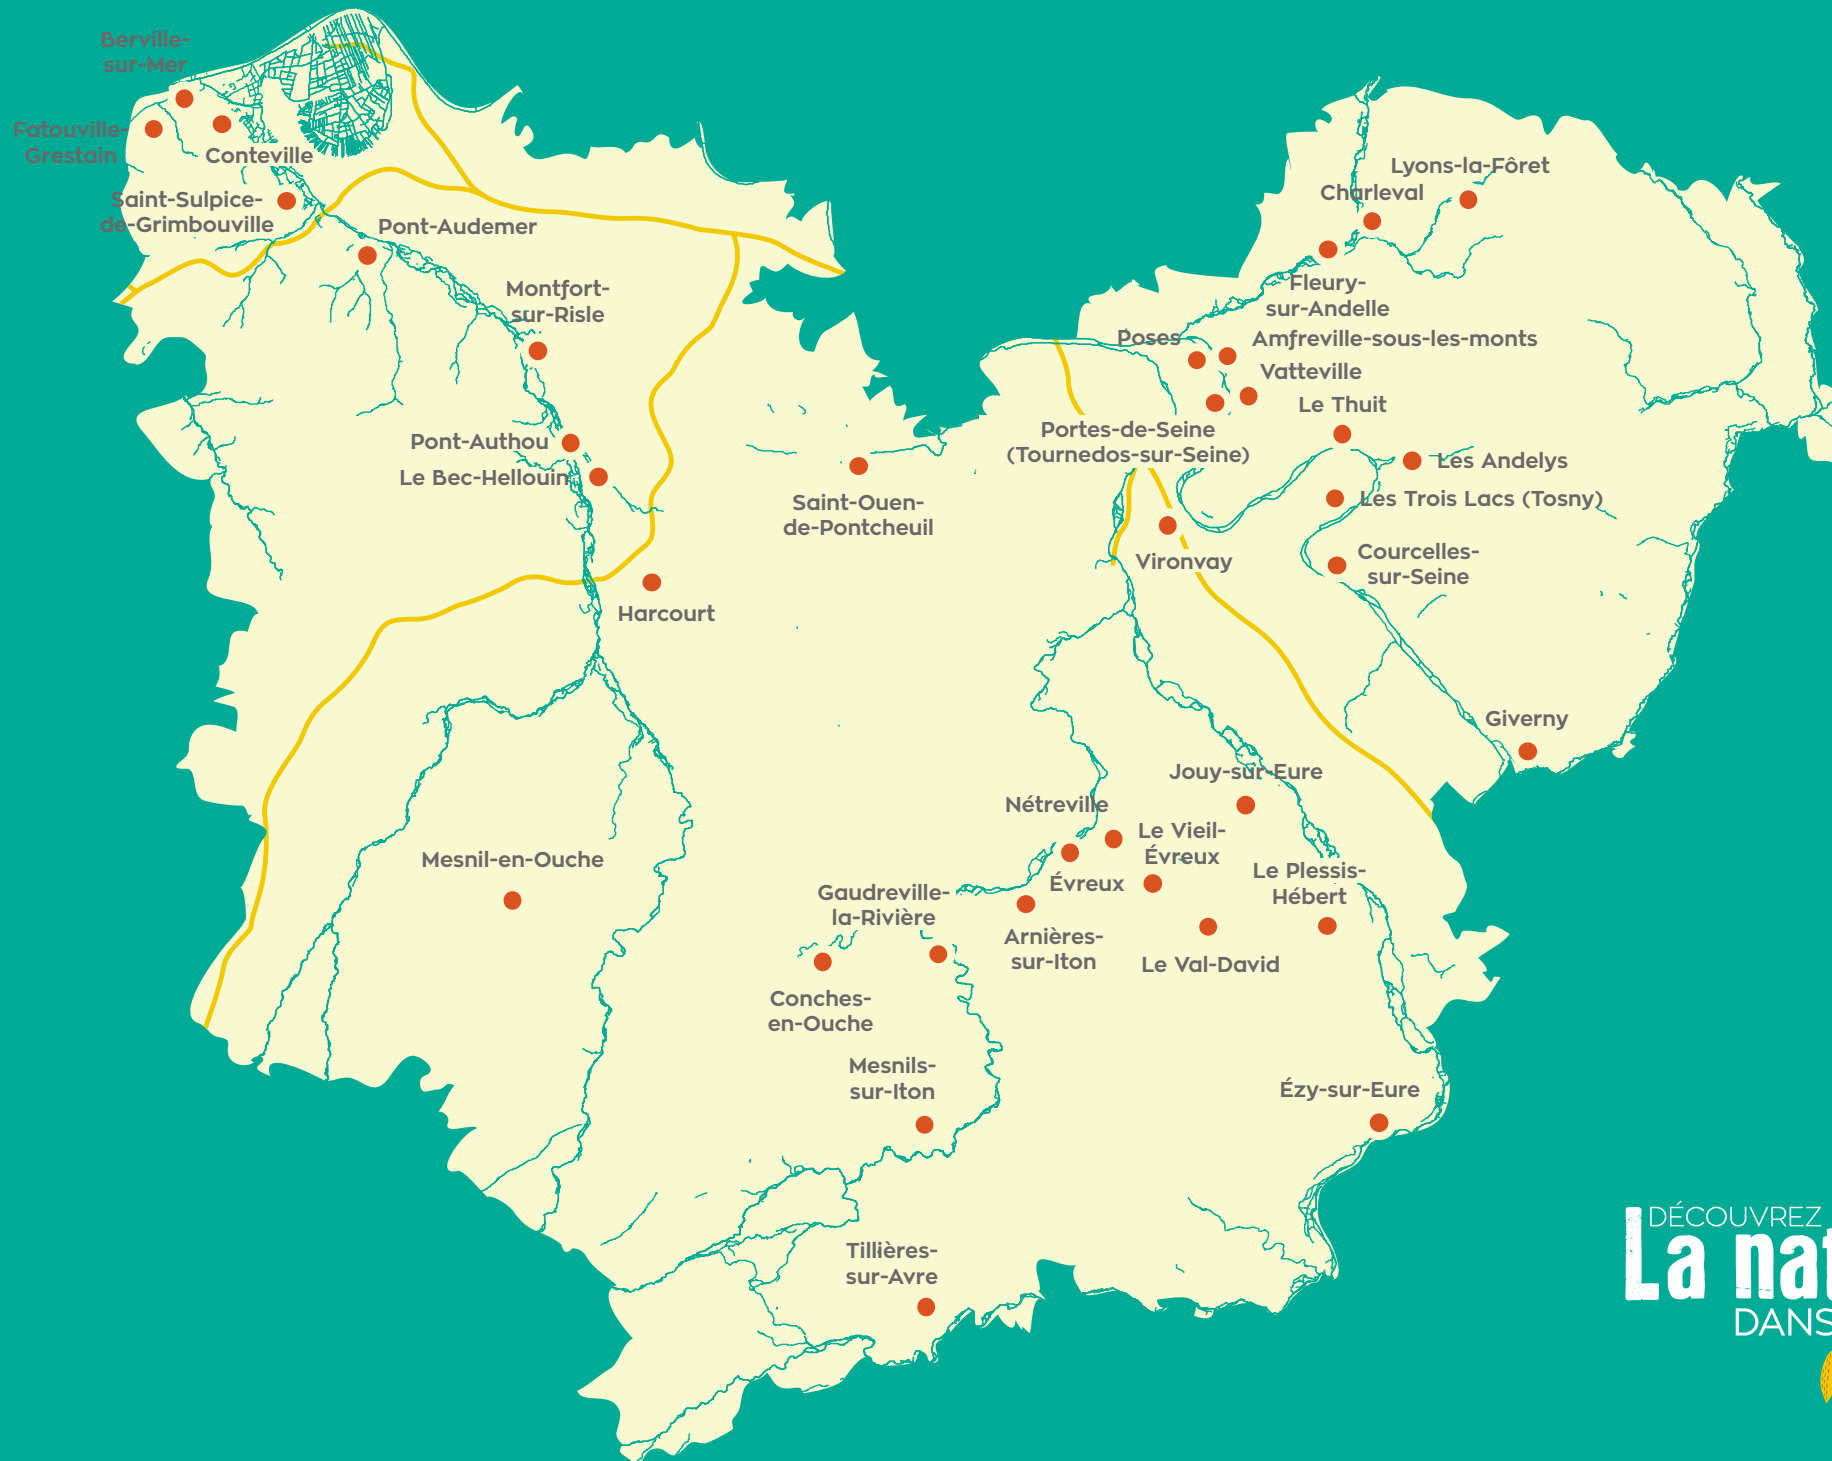 Berville-
sur-Mer
Fatouville-
Grestain
Conteville
Saint-Sulpice-
de-Grimbouville
Pont-Audemer
Montfort-
sur-Risle
Pont-Authou
Le Bec-Hellouin
Harcourt
Saint-Ouen-
de-Pontcheuil
Lyons-la-Fôret
Charleval
Fleury-
sur-Andelle
Poses
Amfreville-sous-les-monts
Vatteville
Le Thuit
Portes-de-Seine
(Tournedos-sur-Seine)
Les Andelys
Les Trois Lacs (Tosny)
Vironvay
Courcelles-
sur-Seine
Giverny
Jouy-sur-Eure
Nétreville
Le Vieil-
Évreux
Évreux
Le Plessis-
Hébert
Mesnil-en-Ouche
Gaudreville-
la-Rivière
Arnières-
sur-Iton
Le Val-David
Conches-
en-Ouche
Mesnils-
sur-Iton
Ézy-sur-Eure
Tillières-
sur-Avre
DÉCOUVREZ
La nat
DANS